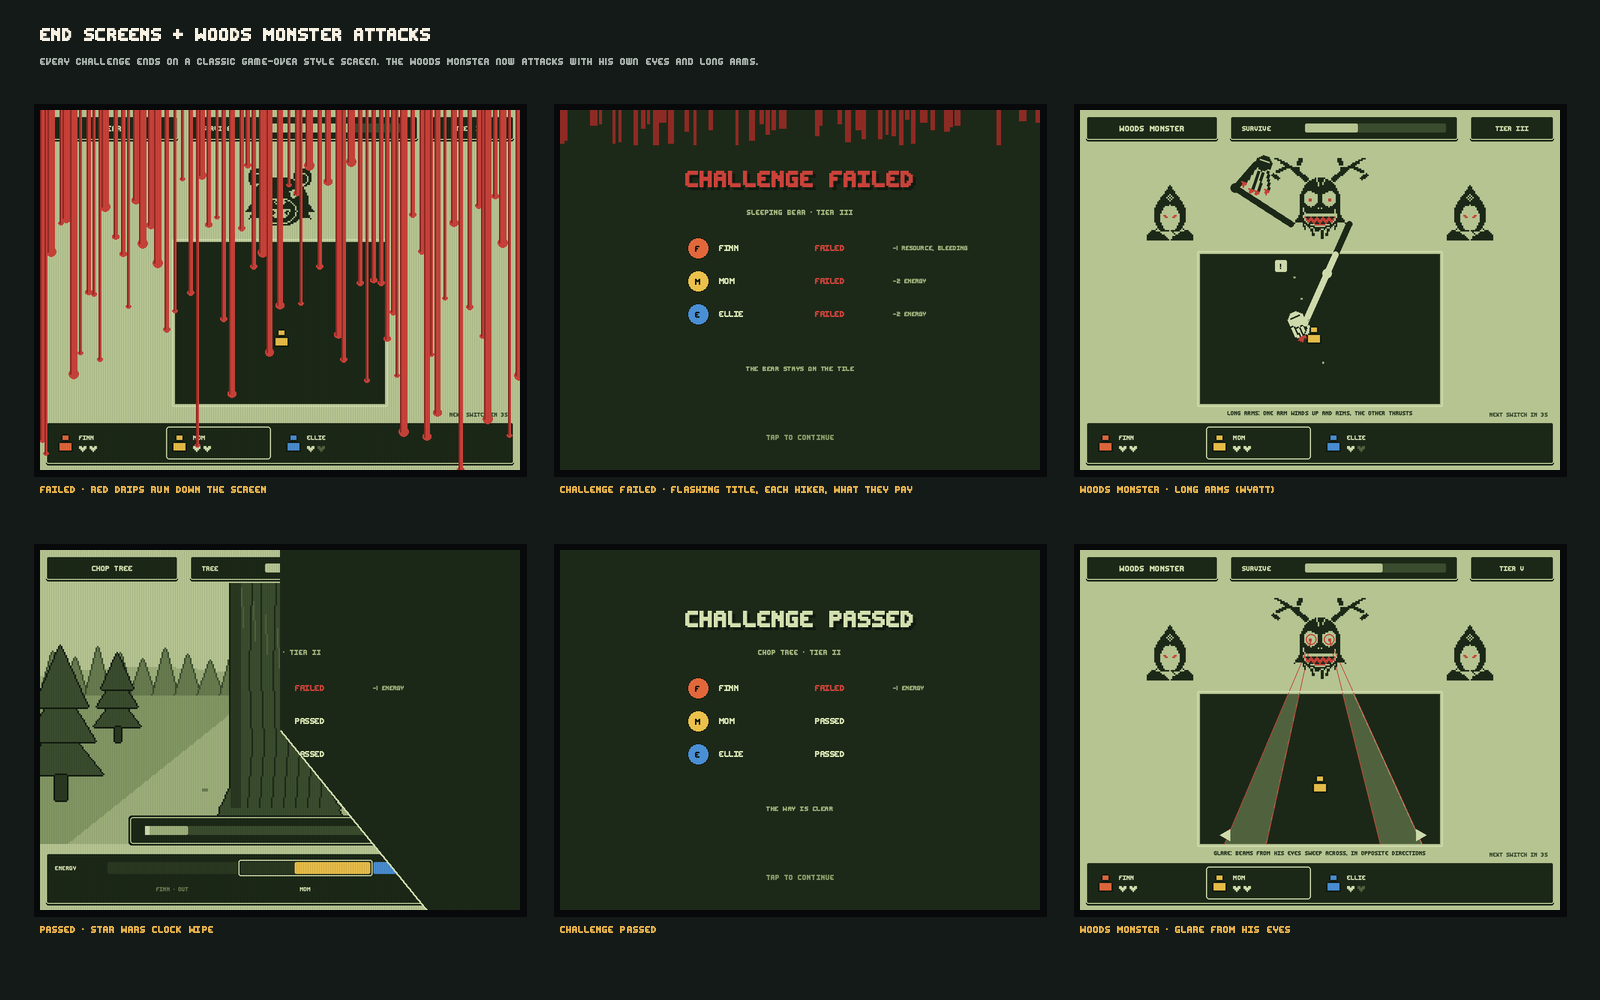 END SCREENS + WOODS MONSTER ATTACKS
EVERY CHALLENGE ENDS ON A CLASSIC GAME-OVER STYLE SCREEN. THE WOODS MONSTER NOW ATTACKS WITH HIS OWN EYES AND LONG ARMS.
NEXT SWITCH IN 3S
FINN
MOM
ELLIE
FAILED · RED DRIPS RUN DOWN THE SCREEN
CHALLENGE FAILED
SLEEPING BEAR · TIER III
F FINN FAILED -1 RESOURCE, BLEEDING
M MOM FAILED -2 ENERGY
E ELLIE FAILED -2 ENERGY
THE BEAR STAYS ON THE TILE
TAP TO CONTINUE
CHALLENGE FAILED · FLASHING TITLE, EACH HIKER, WHAT THEY PAY
WOODS MONSTER
SURVIVE
TIER III
!
LONG ARMS: ONE ARM WINDS UP AND AIMS, THE OTHER THRUSTS
NEXT SWITCH IN 3S
FINN
MOM
ELLIE
WOODS MONSTER · LONG ARMS (WYATT)
CHOP TREE
TREE
· TIER II
FAILED -1 ENERGY
PASSED
ASSED
ENERGY
FINN · OUT
MOM
PASSED · STAR WARS CLOCK WIPE
CHALLENGE PASSED
CHOP TREE · TIER II
F FINN FAILED -1 ENERGY
M MOM PASSED
E ELLIE PASSED
THE WAY IS CLEAR
TAP TO CONTINUE
CHALLENGE PASSED
WOODS MONSTER
SURVIVE
TIER V
GLARE: BEAMS FROM HIS EYES SWEEP ACROSS, IN OPPOSITE DIRECTIONS
NEXT SWITCH IN 3S
FINN
MOM
ELLIE
WOODS MONSTER · GLARE FROM HIS EYES